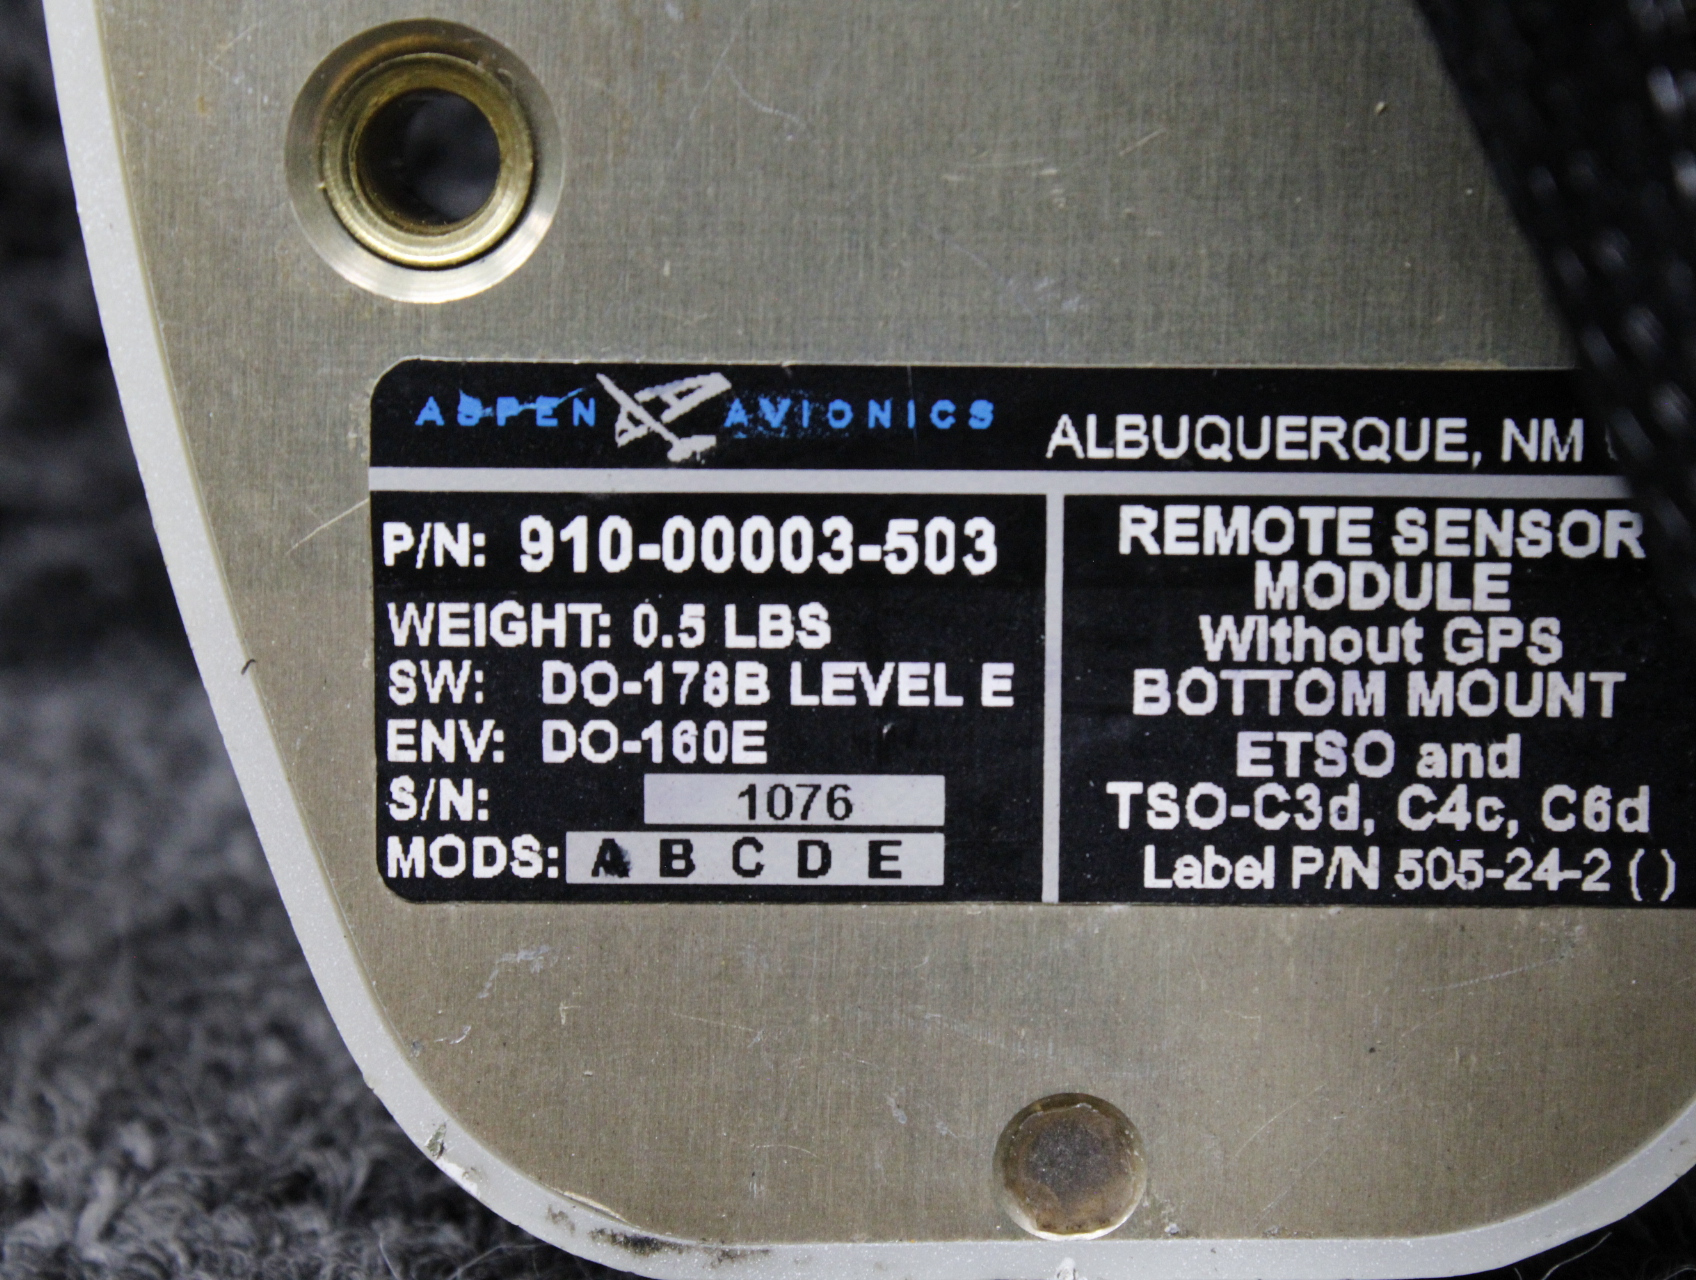 ASPEN AVIONICS
ALBUQUERQUE, NM
P/N: 910-00003-503
WEIGHT: 0.5 LBS
SW: DO-178B LEVEL E
ENV: DO-160E
S/N: 1076
MODS: A B C D E
REMOTE SENSOR
MODULE
WIthout GPS
BOTTOM MOUNT
ETSO and
TSO-C3d, C4c, C6d
Label P/N 505-24-2 ( )